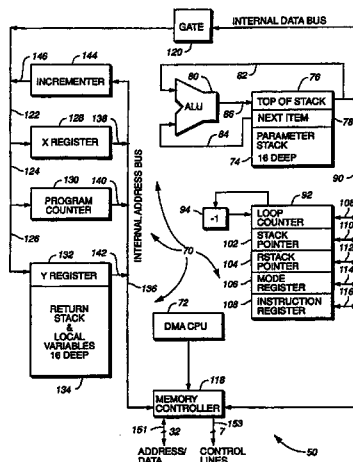 INTERNAL DATA BUS
GATE
120
146
144
INCREMENTER
122
128
138
X REGISTER
124
130
140
PROGRAM
COUNTER
126
132
142
Y REGISTER
136
RETURN
STACK
&
LOCAL
VARIABLES
16 DEEP
134
INTERNAL ADDRESS BUS
80
82
76
ALU
86
TOP OF STACK
78
84
NEXT ITEM
PARAMETER
STACK
74
16 DEEP
90
92
94
-1
LOOP
COUNTER
102
STACK
POINTER
110
104
RSTACK
POINTER
112
106
MODE
REGISTER
114
108
INSTRUCTION
REGISTER
116
70
72
DMA CPU
118
MEMORY
CONTROLLER
151
32
153
7
ADDRESS/
DATA
CONTROL
LINES
50